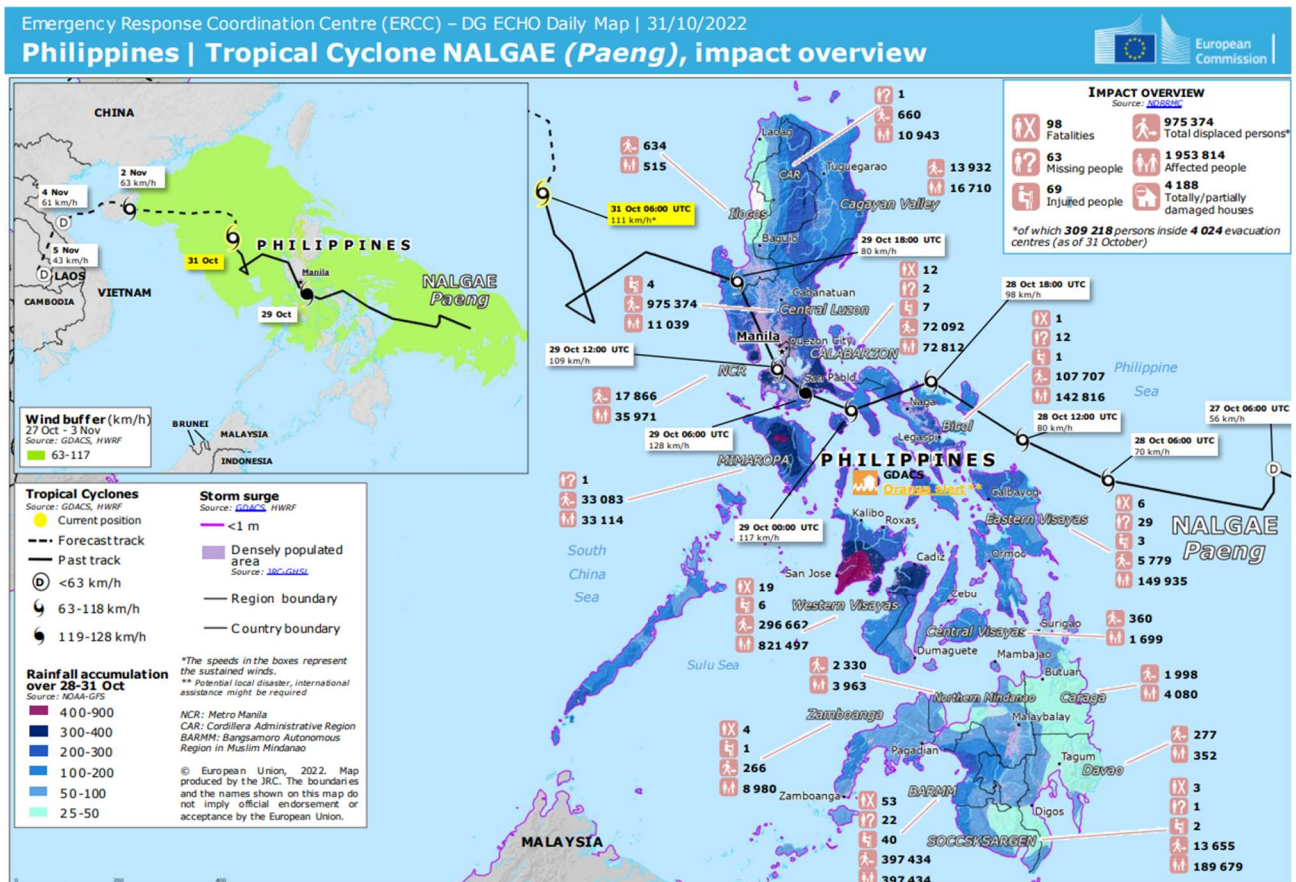 Emergency Response Coordination Centre (ERCC) – DG ECHO Daily Map | 31/10/2022
Philippines | Tropical Cyclone NALGAE (Paeng), impact overview
European
Commission
CHINA
2 Nov
63 km/h
4 Nov
61 km/h
5 Nov
43 km/h
D
D
LAOS
CAMBODIA
VIETNAM
PHILIPPINES
31 Oct
Manila
29 Oct
NALGAE
Paeng
BRUNEI
MALAYSIA
INDONESIA
Wind buffer (km/h)
27 Oct - 3 Nov
Source: GDACS, HWRF
63-117
Tropical Cyclones
Source: GDACS, HWRF
Current position
Forecast track
Past track
D
<63 km/h
63-118 km/h
119-128 km/h
Storm surge
Source: GDACS, HWRF
<1 m
Densely populated
area
Source: JRC-GHSL
Region boundary
Country boundary
Rainfall accumulation
over 28-31 Oct
Source: NOAA-GFS
400-900
300-400
200-300
100-200
50-100
25-50
*The speeds in the boxes represent
the sustained winds.
** Potential local disaster, international
assistance might be required
NCR: Metro Manila
CAR: Cordillera Administrative Region
BARMM: Bangsamoro Autonomous
Region in Muslim Mindanao
© European Union, 2022. Map
produced by the JRC. The boundaries
and the names shown on this map do
not imply official endorsement or
acceptance by the European Union.
IMPACT OVERVIEW
Source: NDRRMC
98
Fatalities
975 374
Total displaced persons*
63
Missing people
1 953 814
Affected people
69
Injured people
4 188
Totally/partially
damaged houses
*of which 309 218 persons inside 4 024 evacuation
centres (as of 31 October)
1
660
10 943
634
515
13 932
16 710
Laoag
CAR
Tuguegarao
Ilocos
Cagayan Valley
Baguio
31 Oct 06:00 UTC
111 km/h*
29 Oct 18:00 UTC
80 km/h
4
975 374
11 039
Cabanatuan
Central Luzon
12
2
7
72 092
72 812
28 Oct 18:00 UTC
98 km/h
Manila
Quezon City
CALABARZON
29 Oct 12:00 UTC
109 km/h
NCR
San Pablo
1
12
1
107 707
142 816
Philippine
Sea
17 866
35 971
Naga
Bicol
Legaspi
29 Oct 06:00 UTC
128 km/h
28 Oct 12:00 UTC
80 km/h
27 Oct 06:00 UTC
56 km/h
28 Oct 06:00 UTC
70 km/h
D
MIMAROPA
PHILIPPINES
GDACS
Orange alert**
1
33 083
33 114
29 Oct 00:00 UTC
117 km/h
Calbayog
Eastern Visayas
6
29
3
5 779
149 935
NALGAE
Paeng
Kalibo
Roxas
South
China
Sea
San Jose
Cadiz
Ormoc
19
6
296 662
821 497
Western Visayas
Cebu
Central Visayas
Surigao
360
1 699
Sulu Sea
Dumaguete
Mambajao
Butuan
2 330
3 963
Northern Mindanao
Caraga
1 998
4 080
Zamboanga
Malaybalay
4
1
266
8 980
Pagadian
Tagum
Davao
277
352
Zamboanga
BARMM
Digos
53
22
40
397 434
397 434
SOCCSKSARGEN
3
1
2
13 655
189 679
MALAYSIA
0
200
400